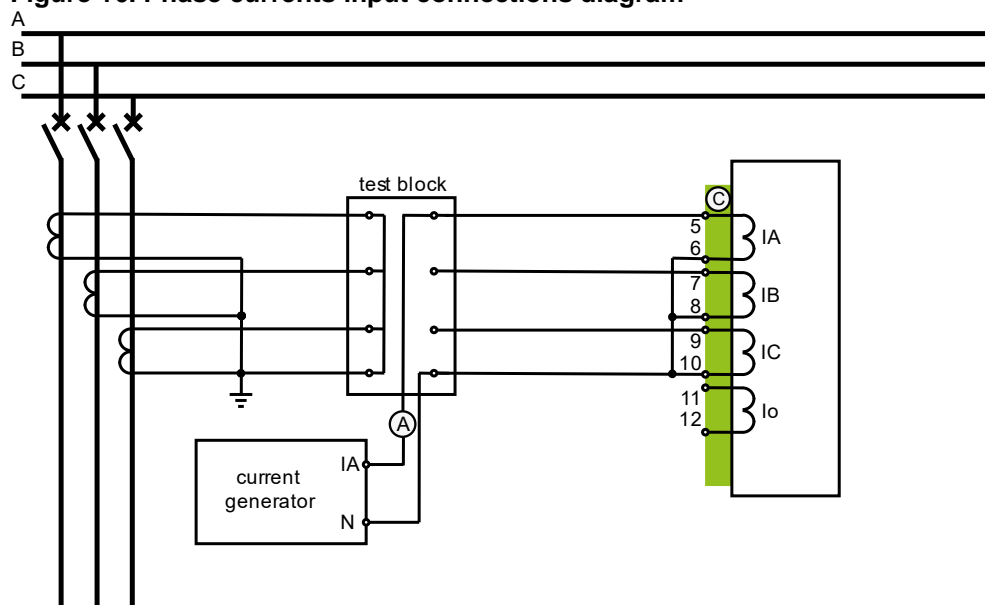 Figure Phase currents input connections diagram
A
B
C
test block
C
5
6
IA
7
8
IB
9
10
IC
11
12
Io
A
current
generator
IA
N